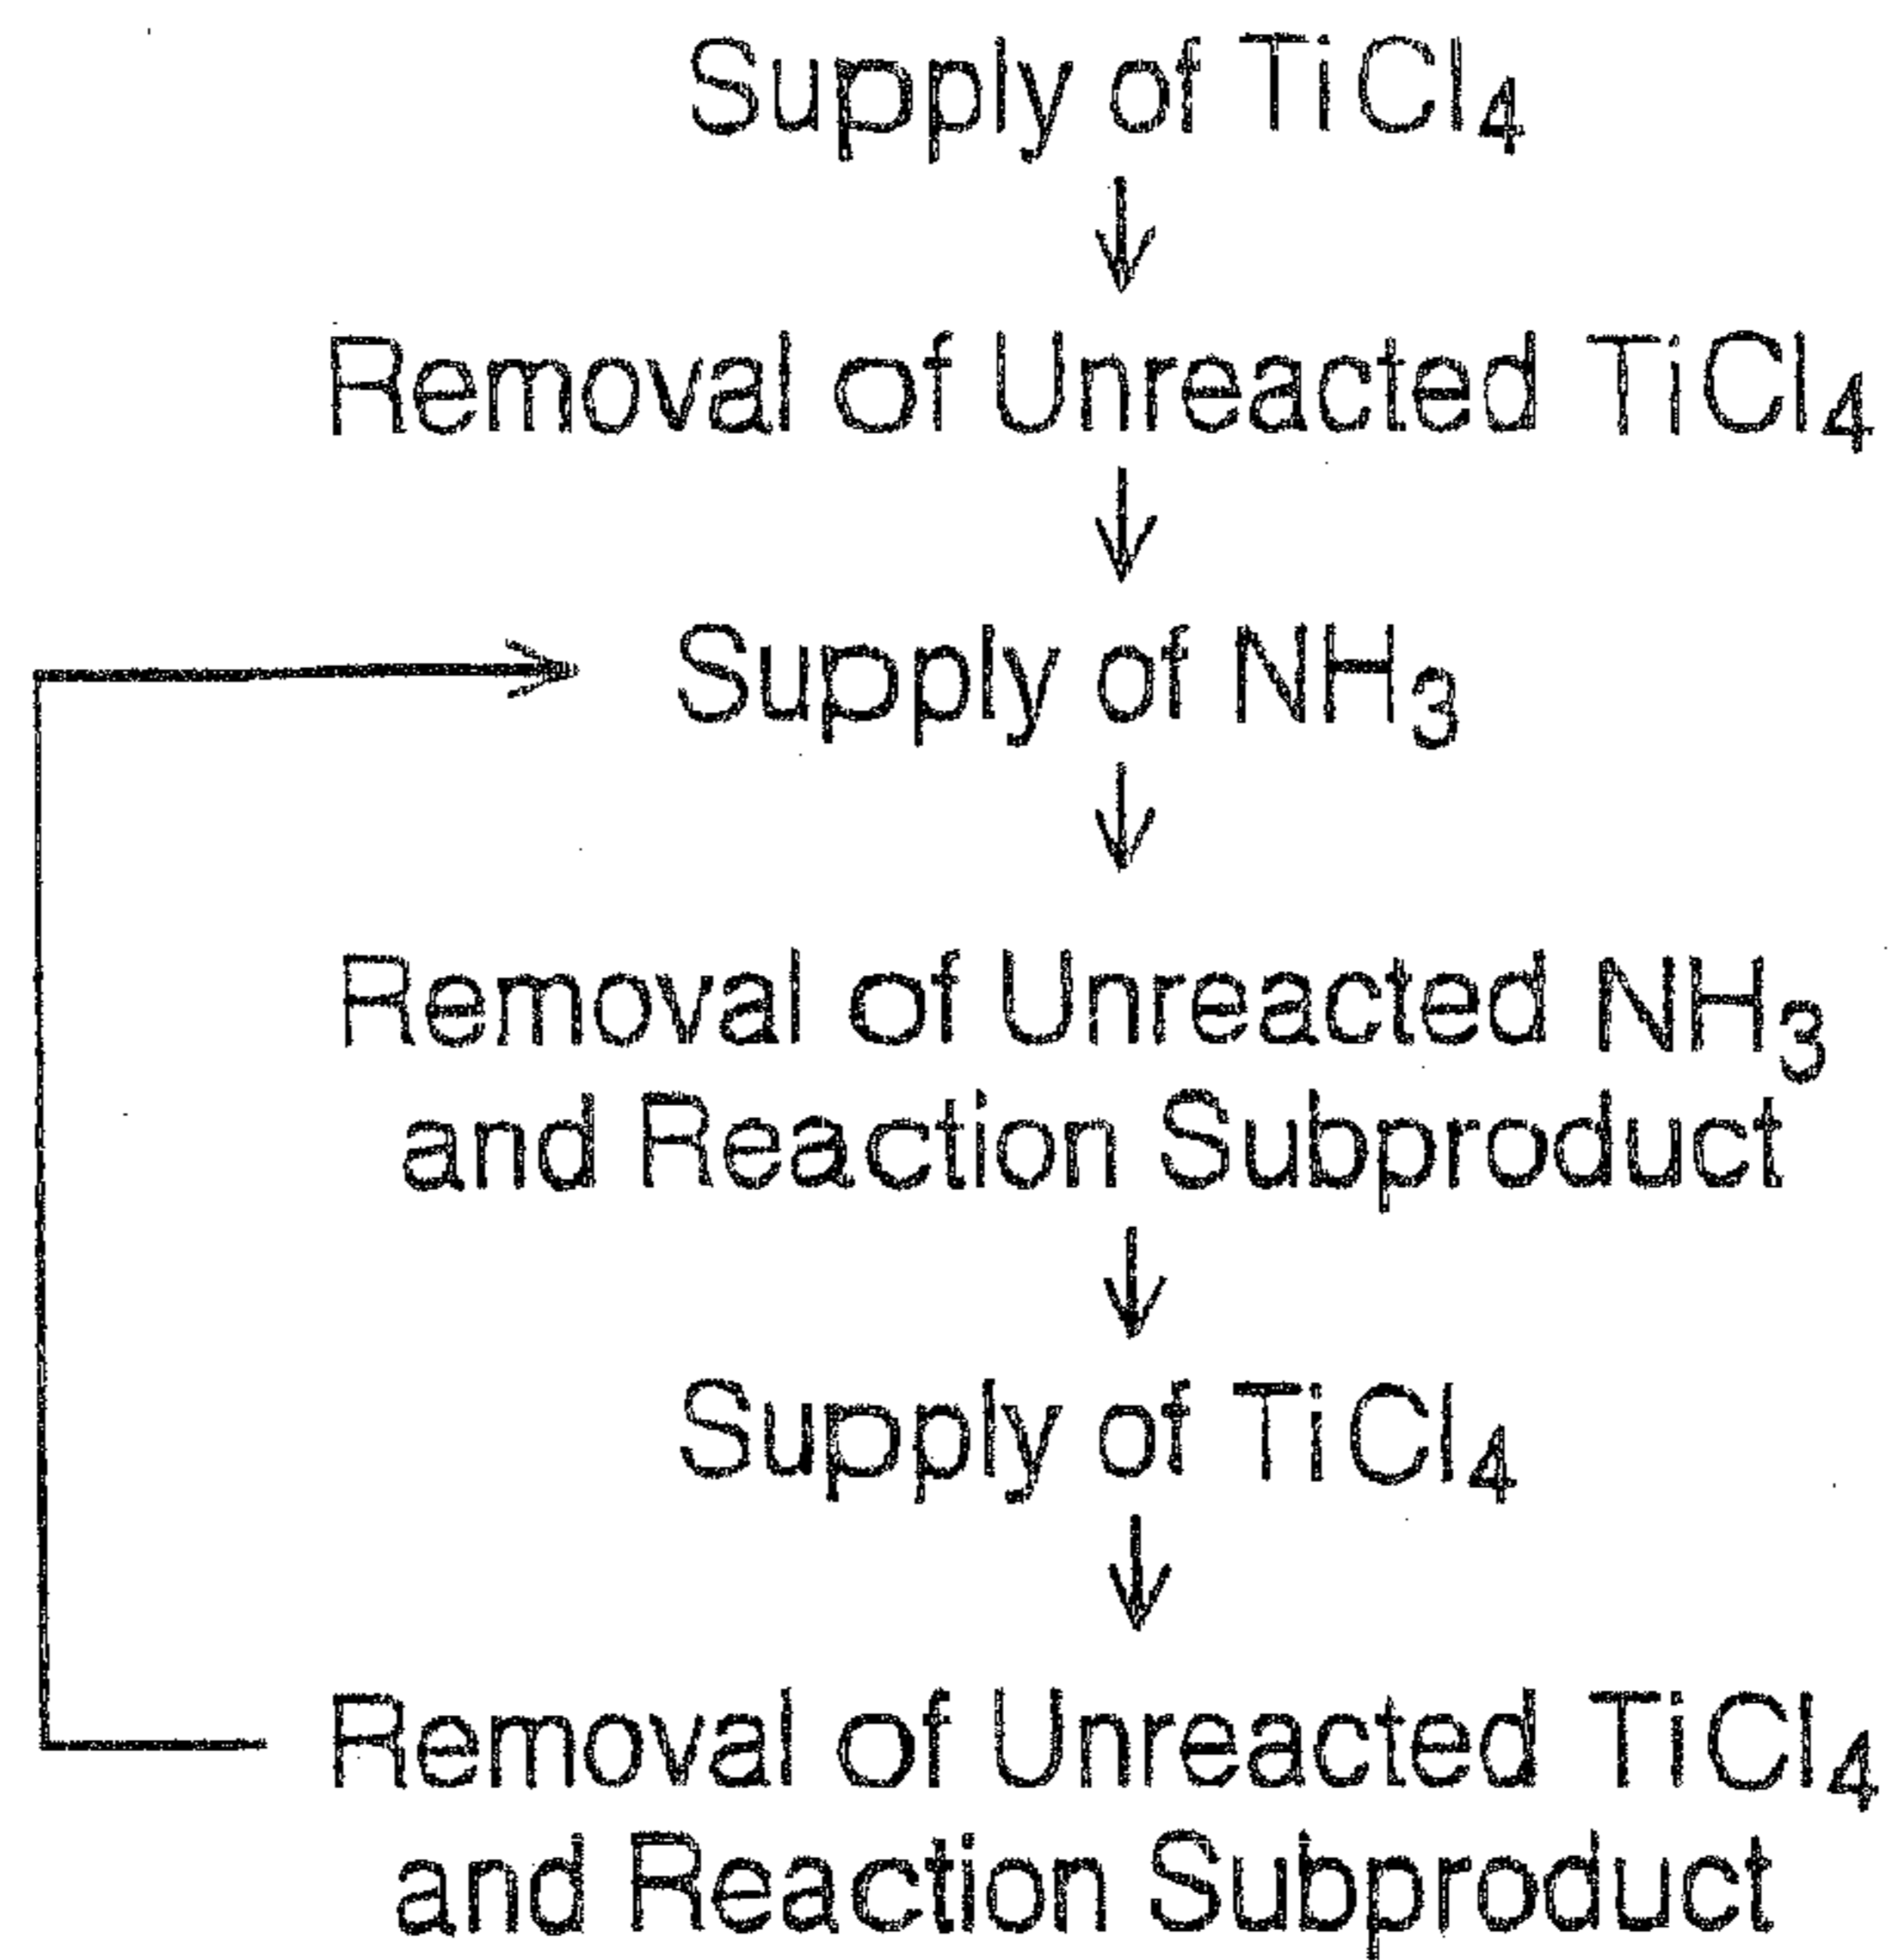 Supply of TiCl₄
Removal of Unreacted TiCl₄
Supply of NH₃
Removal of Unreacted NH₃
and Reaction Subproduct
Supply of TiCl₄
Removal of Unreacted TiCl₄
and Reaction Subproduct